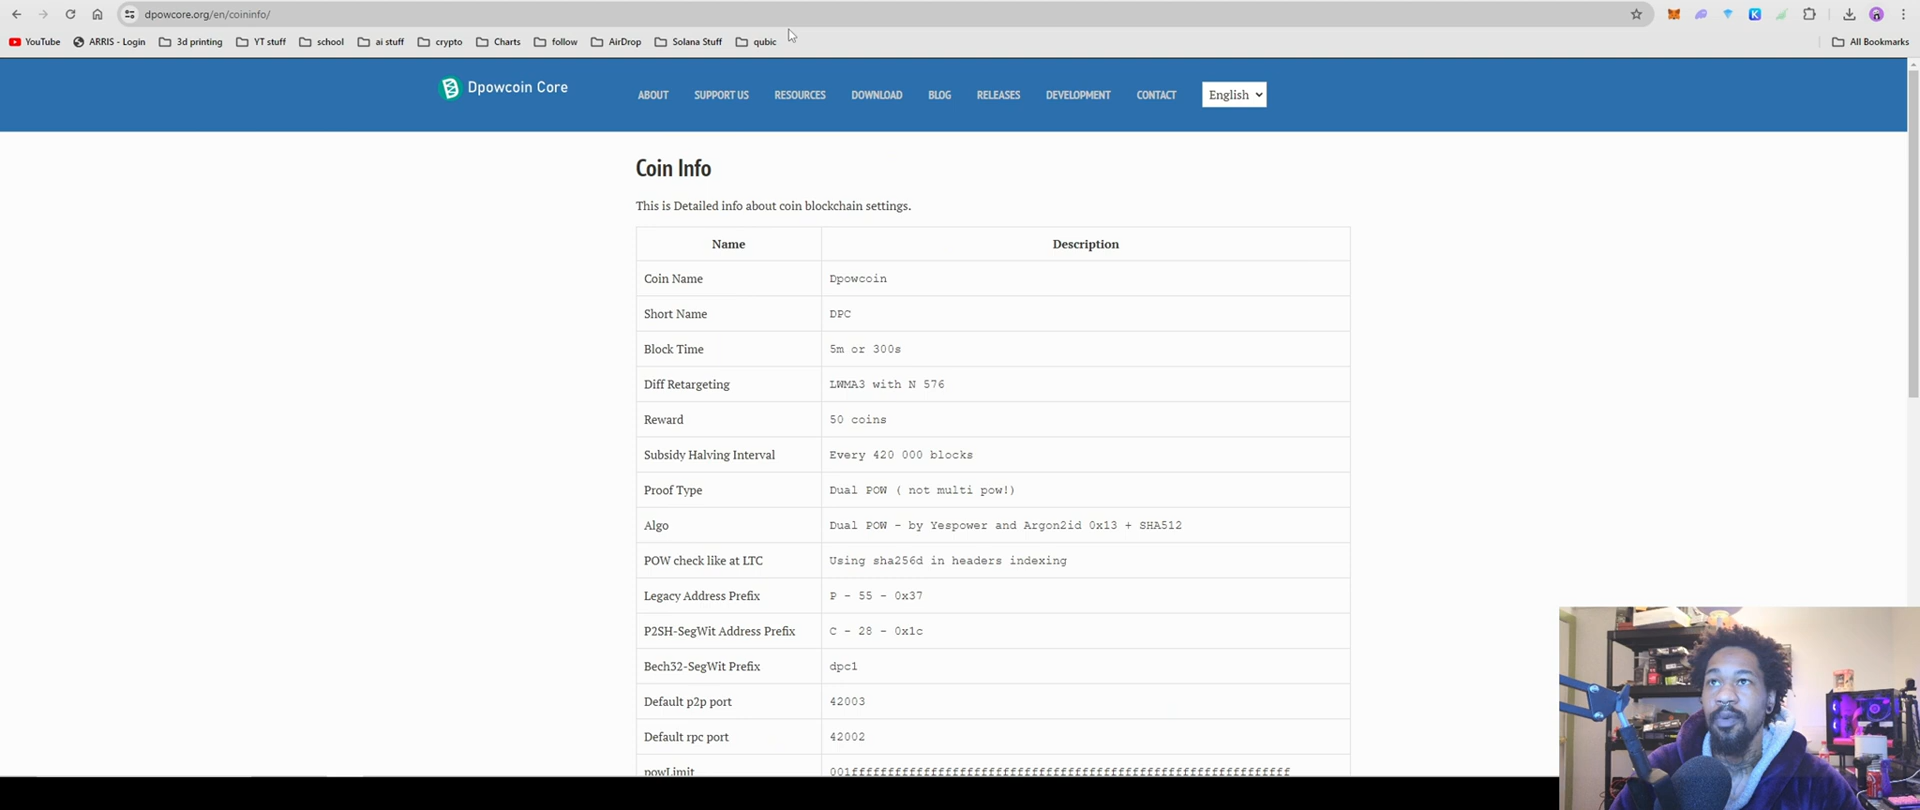 dpowcore.org/en/coininfo/
YouTube ARRIS - Login 3d printing YT stuff school ai stuff crypto Charts follow AirDrop Solana Stuff qubic All Bookmarks
Dpowcoin Core ABOUT SUPPORT US RESOURCES DOWNLOAD BLOG RELEASES DEVELOPMENT CONTACT English
Coin Info
This is Detailed info about coin blockchain settings.
Name Description
Coin Name Dpowcoin
Short Name DPC
Block Time 5m or 300s
Diff Retargeting LWMA3 with N 576
Reward 50 coins
Subsidy Halving Interval Every 420 000 blocks
Proof Type Dual POW ( not multi pow!)
Algo Dual POW - by Yespower and Argon2id 0x13 + SHA512
POW check like at LTC Using sha256d in headers indexing
Legacy Address Prefix P - 55 - 0x37
P2SH-SegWit Address Prefix C - 28 - 0x1c
Bech32-SegWit Prefix dpc1
Default p2p port 42003
Default rpc port 42002
powLimit